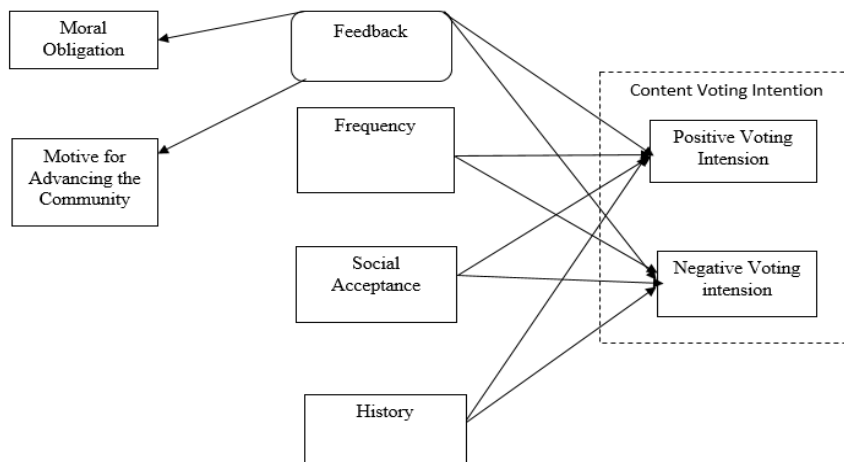 Moral
Obligation
Feedback
Content Voting Intention
Frequency
Positive Voting
Intension
Motive for
Advancing the
Community
Social
Acceptance
Negative Voting
intension
History